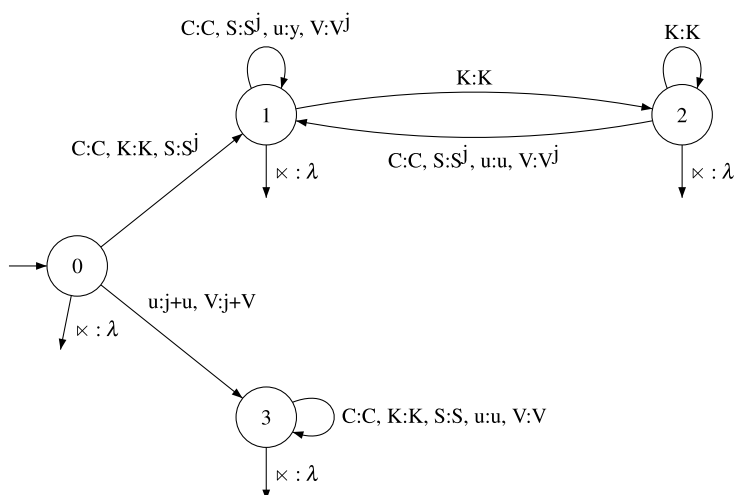 C:C, S:Sʲ, u:y, V:Vʲ
K:K
1
K:K
2
C:C, K:K, S:Sʲ
⋉ : λ
C:C, S:Sʲ, u:u, V:Vʲ
⋉ : λ
0
u:j+u, V:j+V
⋉ : λ
3
C:C, K:K, S:S, u:u, V:V
⋉ : λ